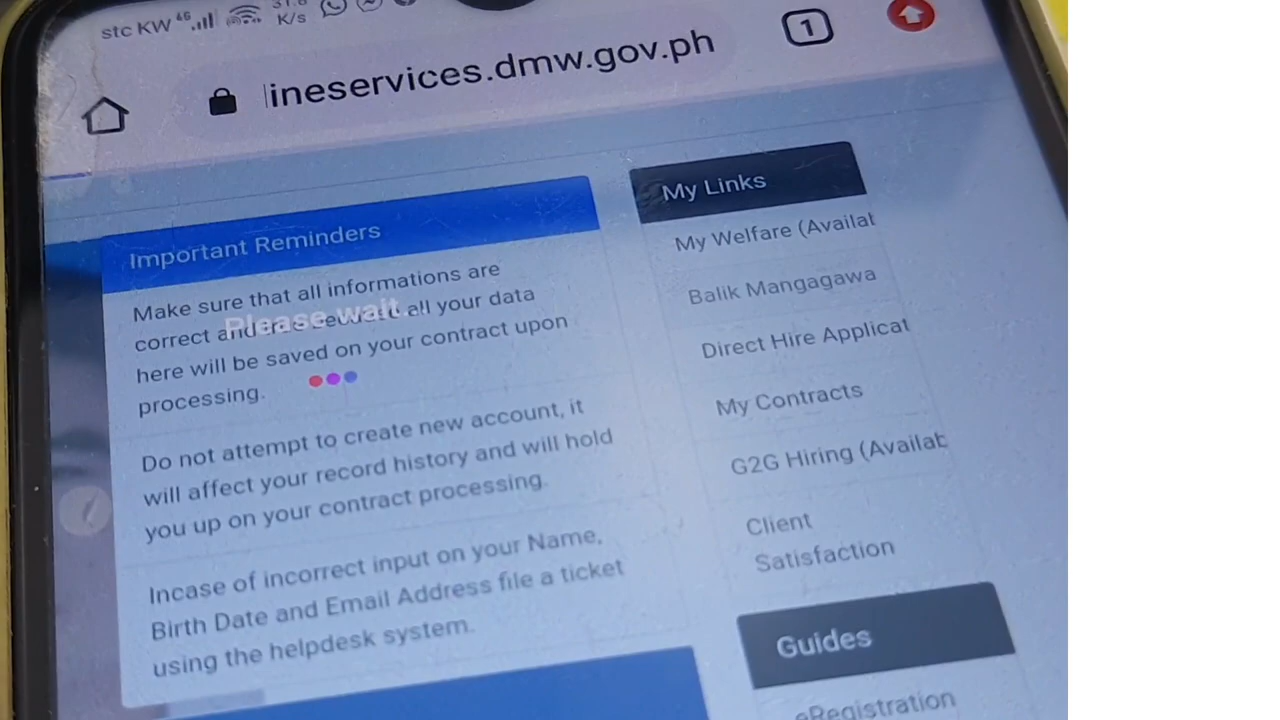 stc KW 4G
K/s
ineservices.dmw.gov.ph
1
Important Reminders
Make sure that all informations are
correct and all your data
here will be saved on your contract upon
processing.
Please wait..
Do not attempt to create new account, it
will affect your record history and will hold
you up on your contract processing.
Incase of incorrect input on your Name,
Birth Date and Email Address file a ticket
using the helpdesk system.
My Links
My Welfare (Availat
Balik Mangagawa
Direct Hire Applicat
My Contracts
G2G Hiring (Availab
Client
Satisfaction
Guides
eRegistration